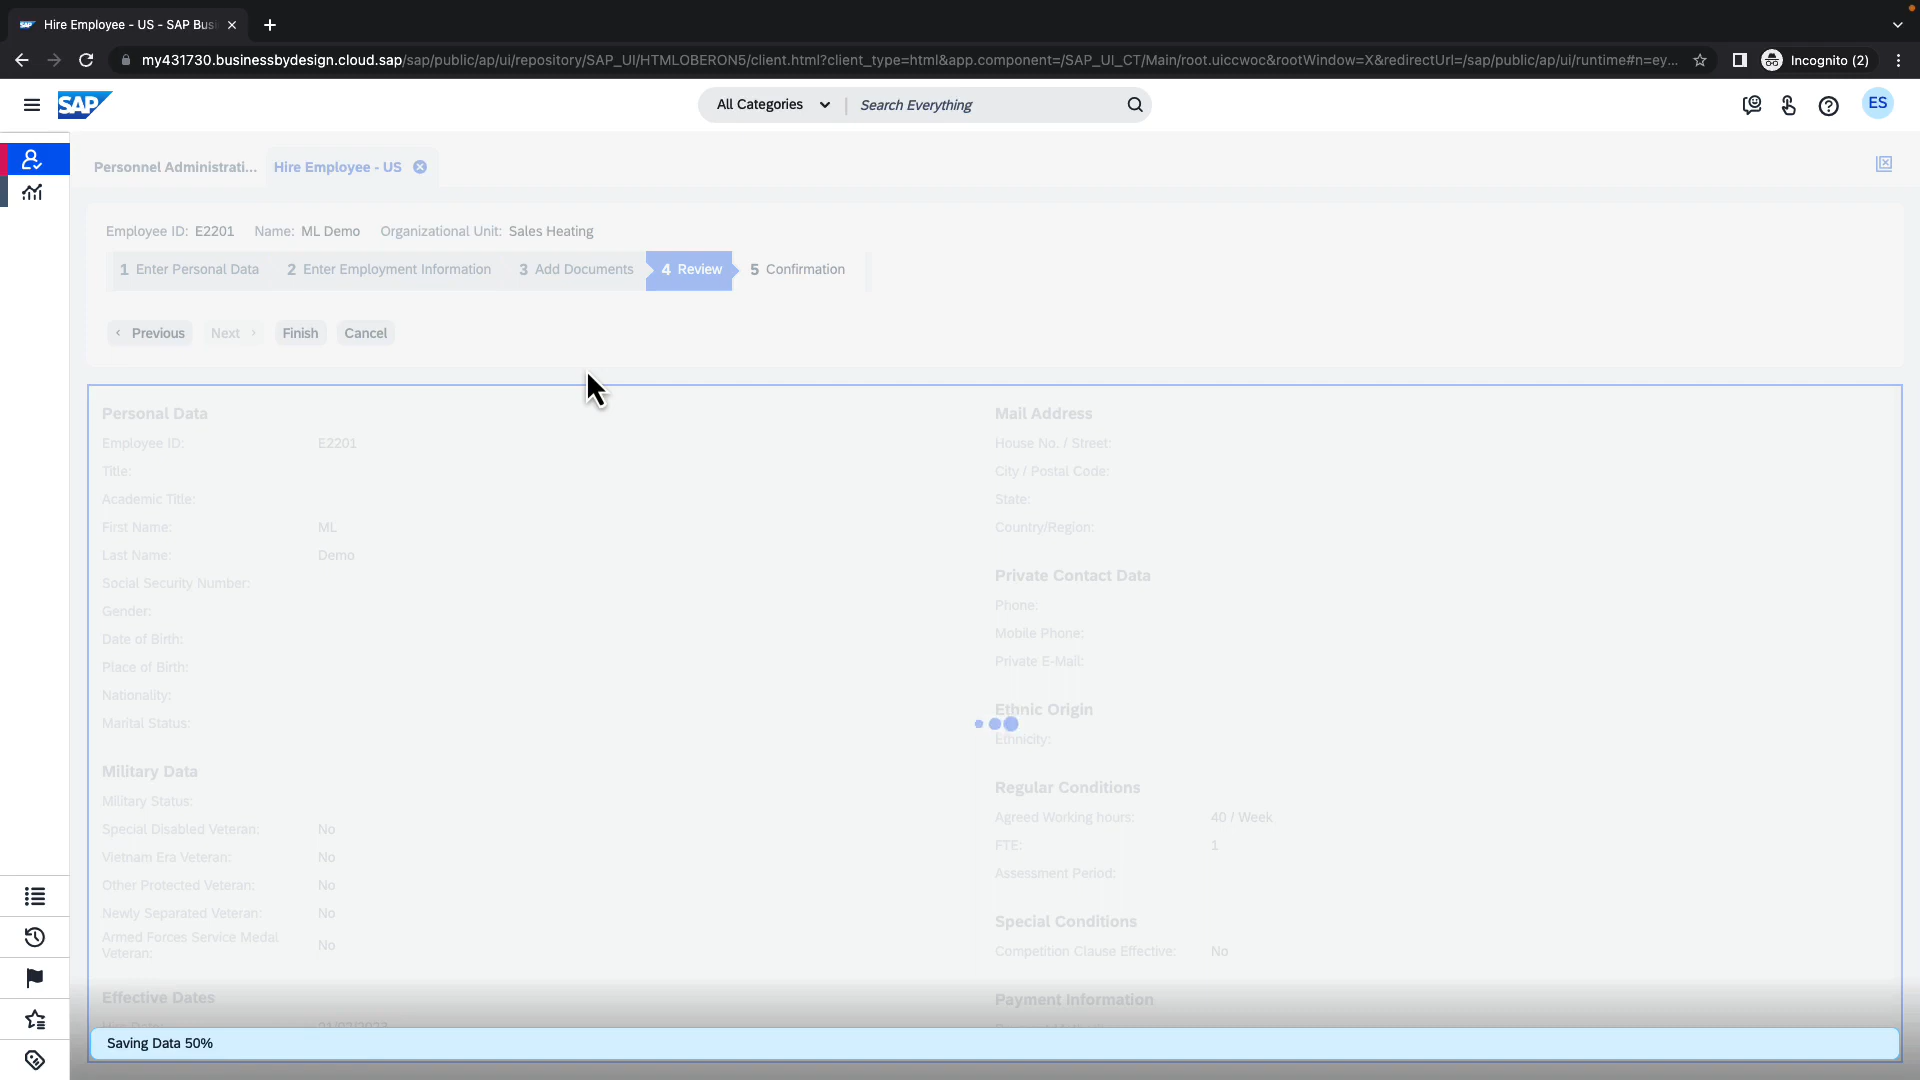 Hire Employee - US - SAP Bus
my431730.businessbydesign.cloud.sap/sap/public/ap/ui/repository/SAP_UI/HTMLOBERON5/client.html?client_type=html&app.component=/SAP_UI_CT/Main/root.uiccwoc&rootWindow=X&redirectUrl=/sap/public/ap/ui/runtime#n=ey...
Incognito (2)
SAP
All Categories
Search Everything
ES
Personnel Administrati...
Hire Employee - US
Employee ID: E2201 Name: ML Demo Organizational Unit: Sales Heating
1 Enter Personal Data 2 Enter Employment Information 3 Add Documents 4 Review 5 Confirmation
Previous Next Finish Cancel
Personal Data
Employee ID: E2201
Title:
Academic Title:
First Name: ML
Last Name: Demo
Social Security Number:
Gender:
Date of Birth:
Place of Birth:
Nationality:
Marital Status:
Military Data
Military Status:
Special Disabled Veteran: No
Vietnam Era Veteran: No
Other Protected Veteran: No
Newly Separated Veteran: No
Armed Forces Service Medal
Veteran: No
Effective Dates
Mail Address
House No. / Street:
City / Postal Code:
State:
Country/Region:
Private Contact Data
Phone:
Mobile Phone:
Private E-Mail:
Ethnic Origin
Ethnicity:
Regular Conditions
Agreed Working hours: 40 / Week
FTE: 1
Assessment Period:
Special Conditions
Competition Clause Effective: No
Payment Information
Saving Data 50%